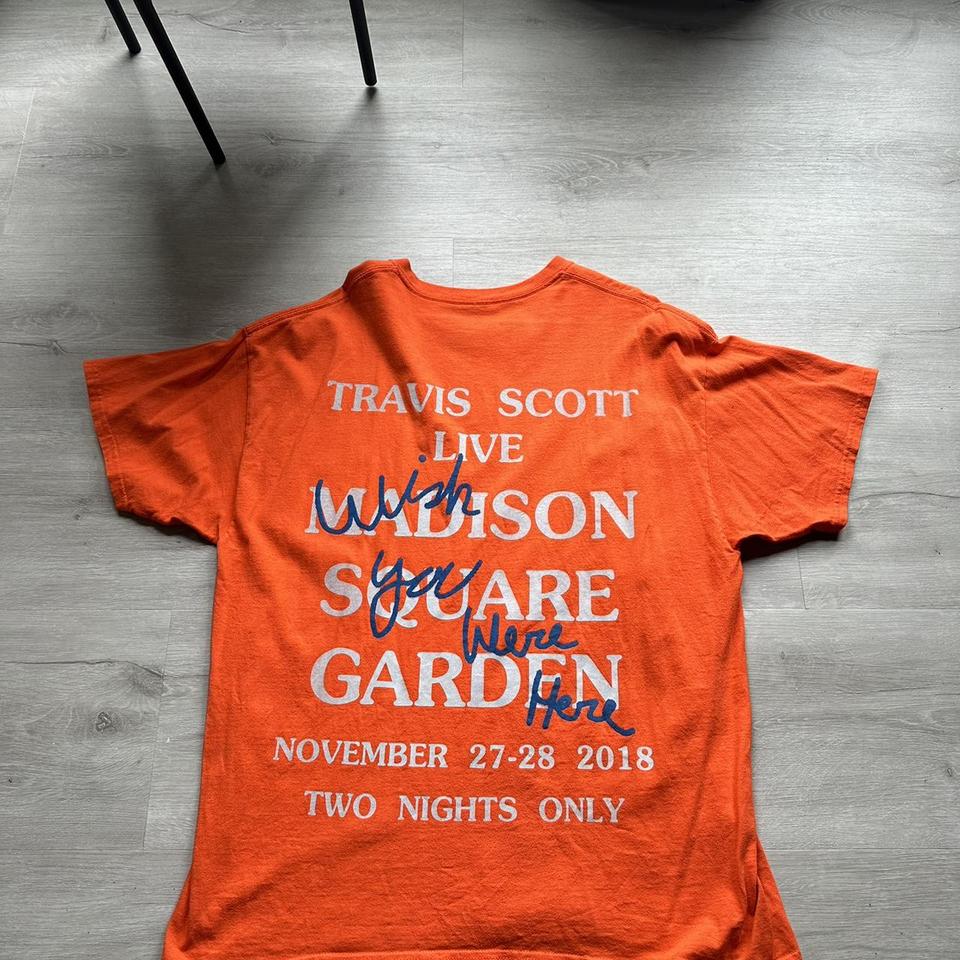 TRAVIS SCOTT
LIVE
MADISON
Wish
SQUARE
you
Were
GARDEN
Here
NOVEMBER 27-28 2018
TWO NIGHTS ONLY